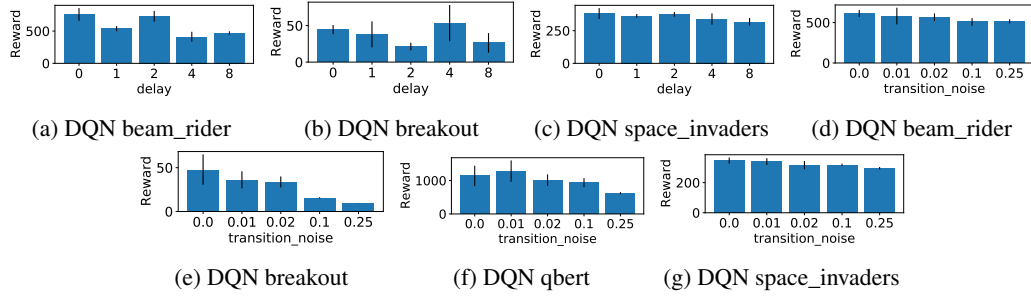 Reward
500
0
0 1 2 4 8
delay
(a) DQN beam_rider
Reward
50
0
0 1 2 4 8
delay
(b) DQN breakout
Reward
250
0
0 1 2 4 8
delay
(c) DQN space_invaders
Reward
500
0
0.0 0.01 0.02 0.1 0.25
transition_noise
(d) DQN beam_rider
Reward
50
0
0.0 0.01 0.02 0.1 0.25
transition_noise
(e) DQN breakout
Reward
1000
0
0.0 0.01 0.02 0.1 0.25
transition_noise
(f) DQN qbert
Reward
200
0
0.0 0.01 0.02 0.1 0.25
transition_noise
(g) DQN space_invaders